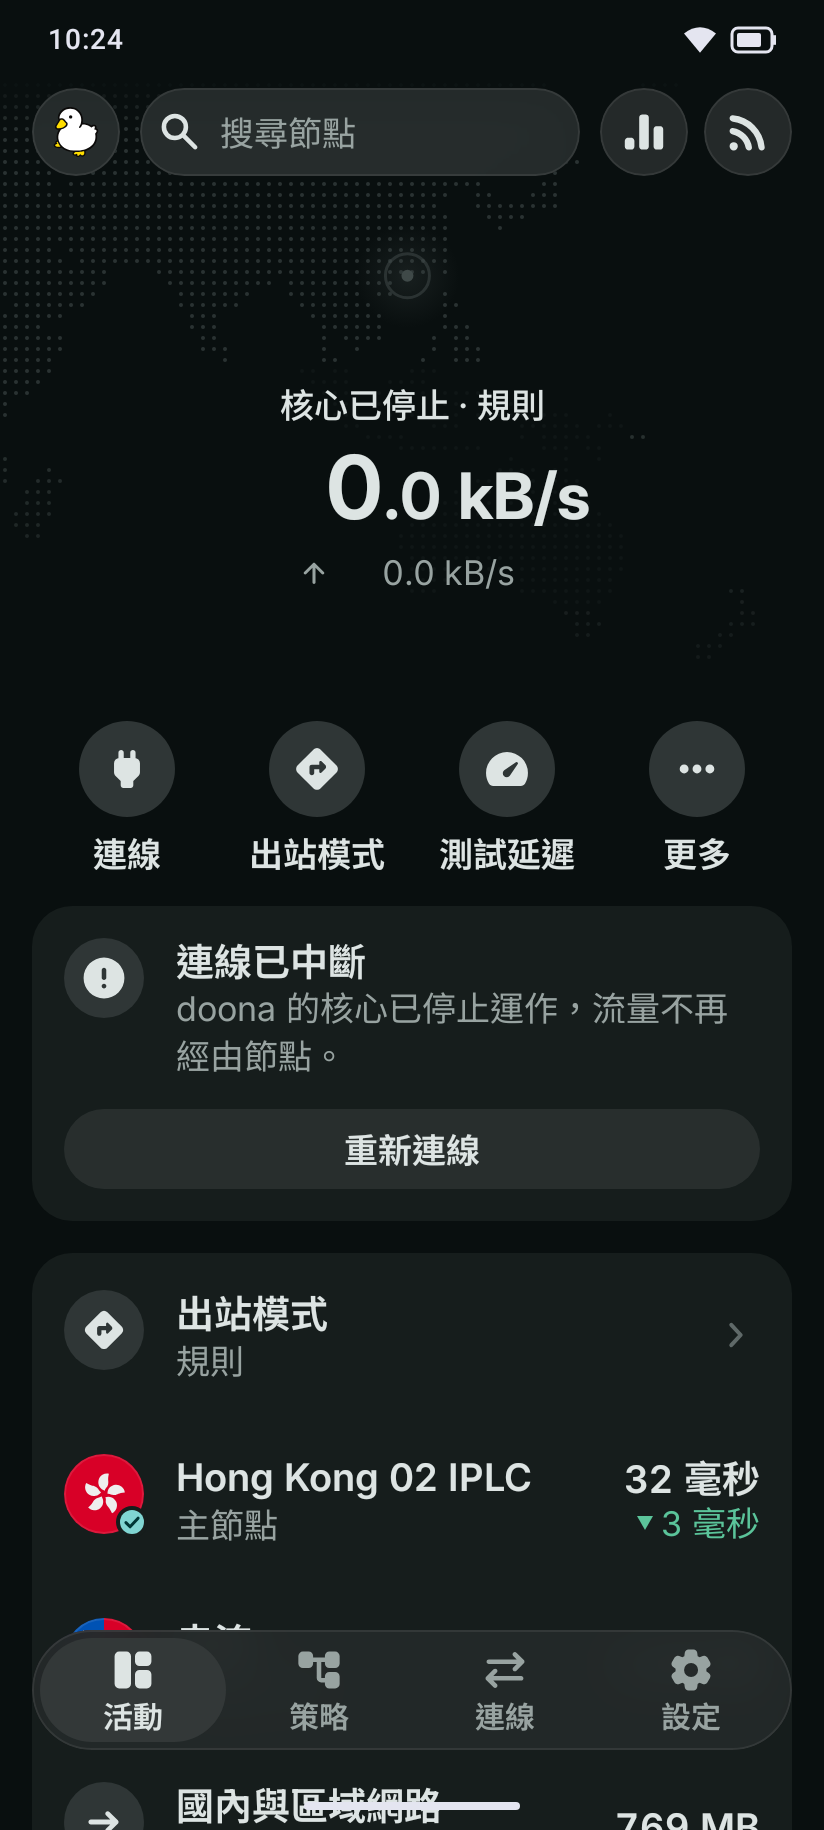 10:24
搜尋節點
核心已停止 · 規則
0.0 kB/s
↑ 0.0 kB/s
連線
出站模式
測試延遲
更多
連線已中斷
doona 的核心已停止運作，流量不再
經由節點。
重新連線
出站模式
規則
Hong Kong 02 IPLC
32 毫秒
主節點
▼3 毫秒
活動
策略
連線
設定
國內與區域網路
769 MB